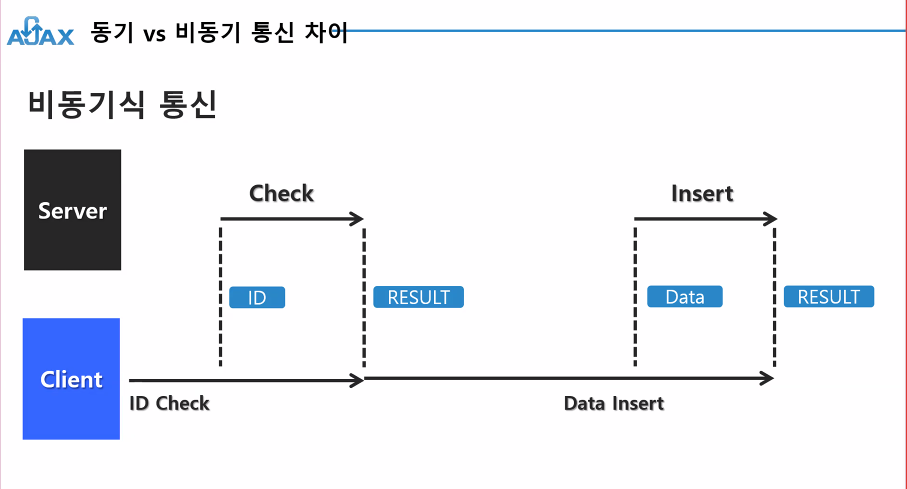 AJAX 동기 vs 비동기 통신 차이
비동기식 통신
Server
Check
Insert
ID
RESULT
Data
RESULT
Client
ID Check
Data Insert